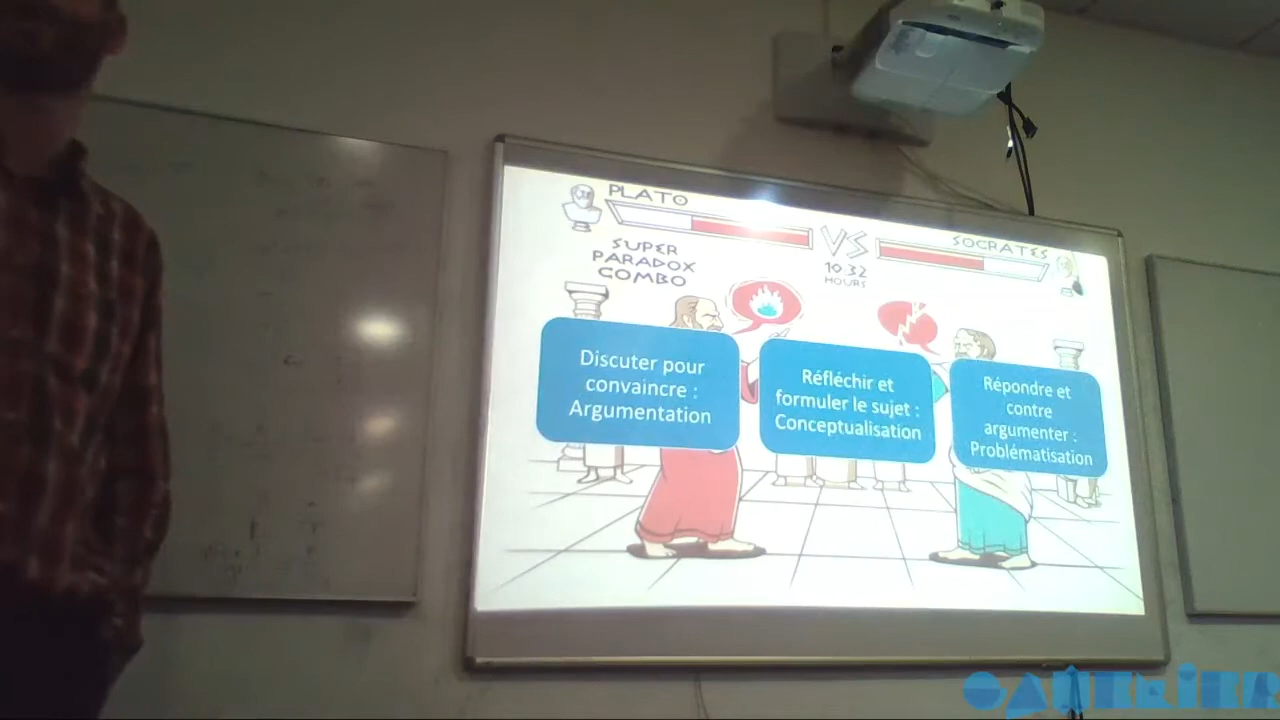 PLATO
VS
SOCRATES
SUPER
PARADOX
COMBO
10 32
HOURS
Discuter pour
convaincre :
Argumentation
Réfléchir et
formuler le sujet :
Conceptualisation
Répondre et
contre
argumenter :
Problématisation